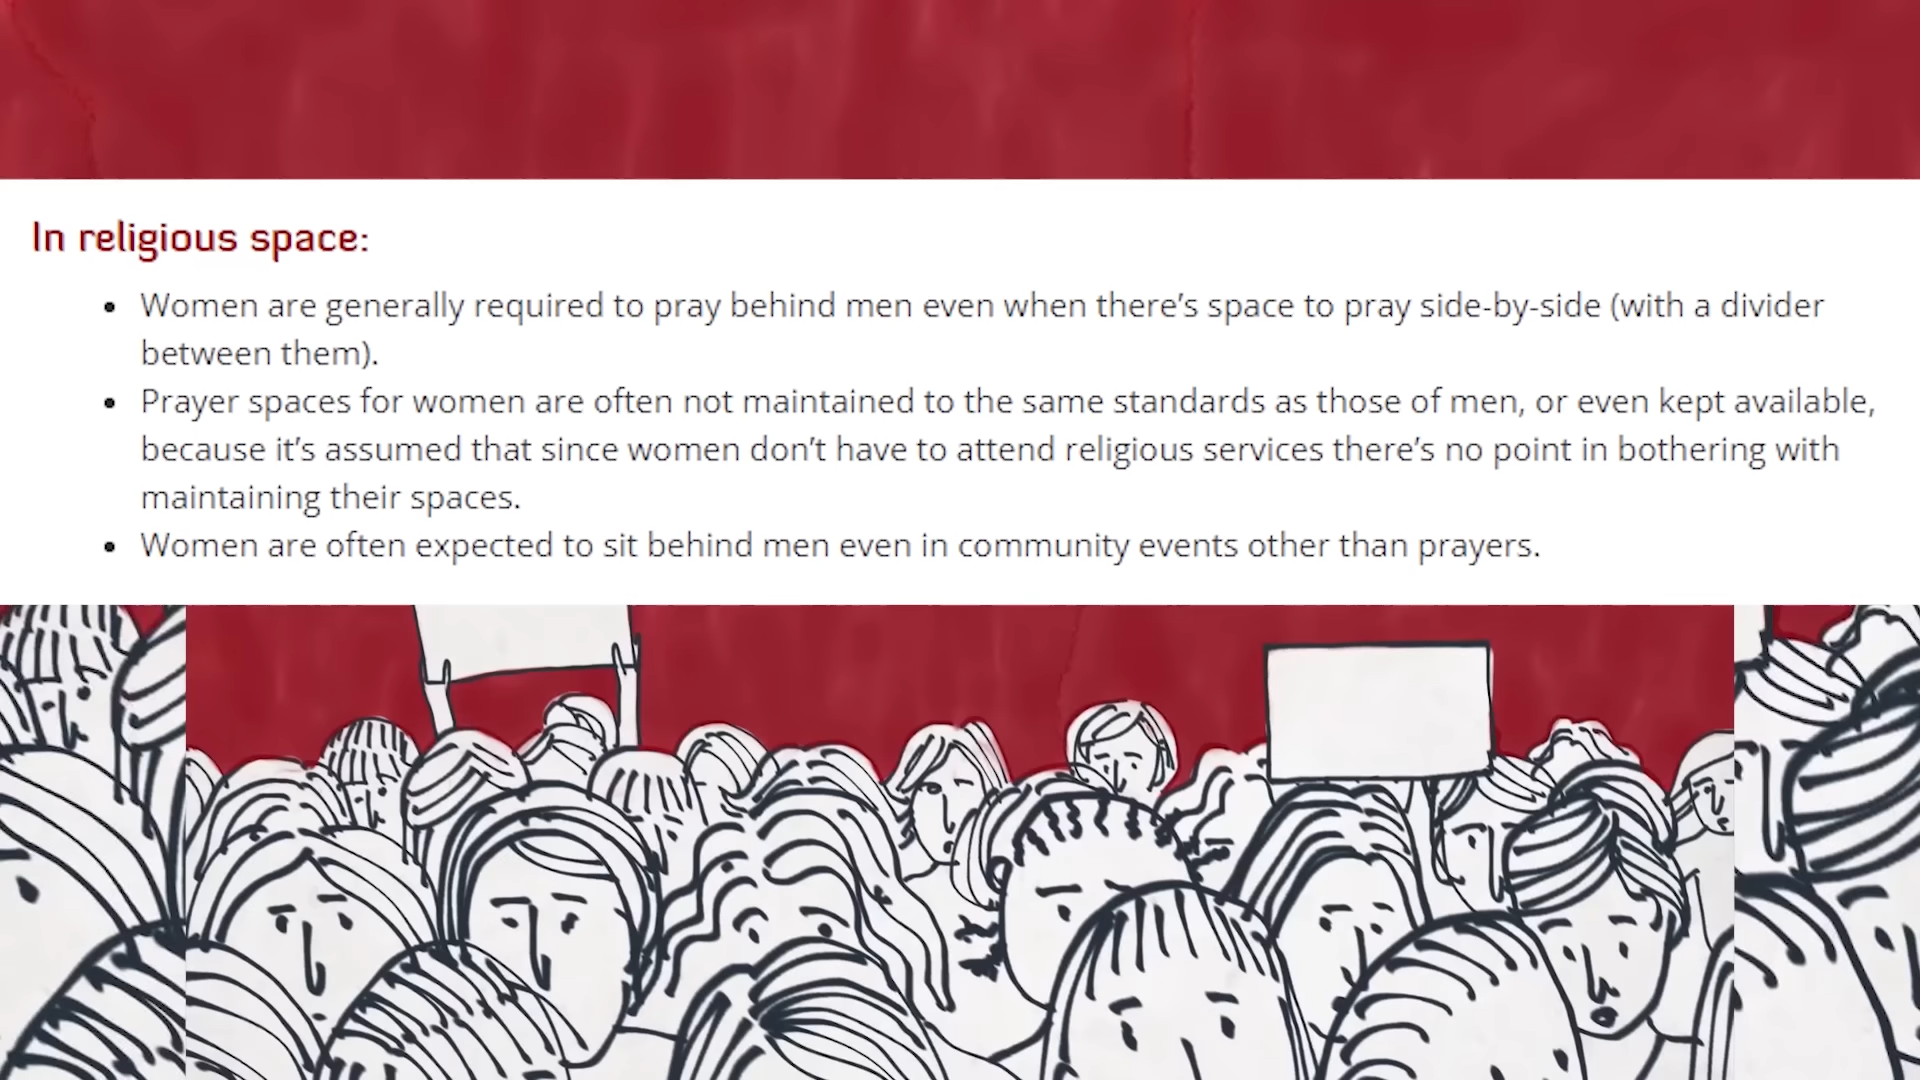 In religious space:
• Women are generally required to pray behind men even when there’s space to pray side-by-side (with a divider
between them).
• Prayer spaces for women are often not maintained to the same standards as those of men, or even kept available,
because it’s assumed that since women don’t have to attend religious services there’s no point in bothering with
maintaining their spaces.
• Women are often expected to sit behind men even in community events other than prayers.